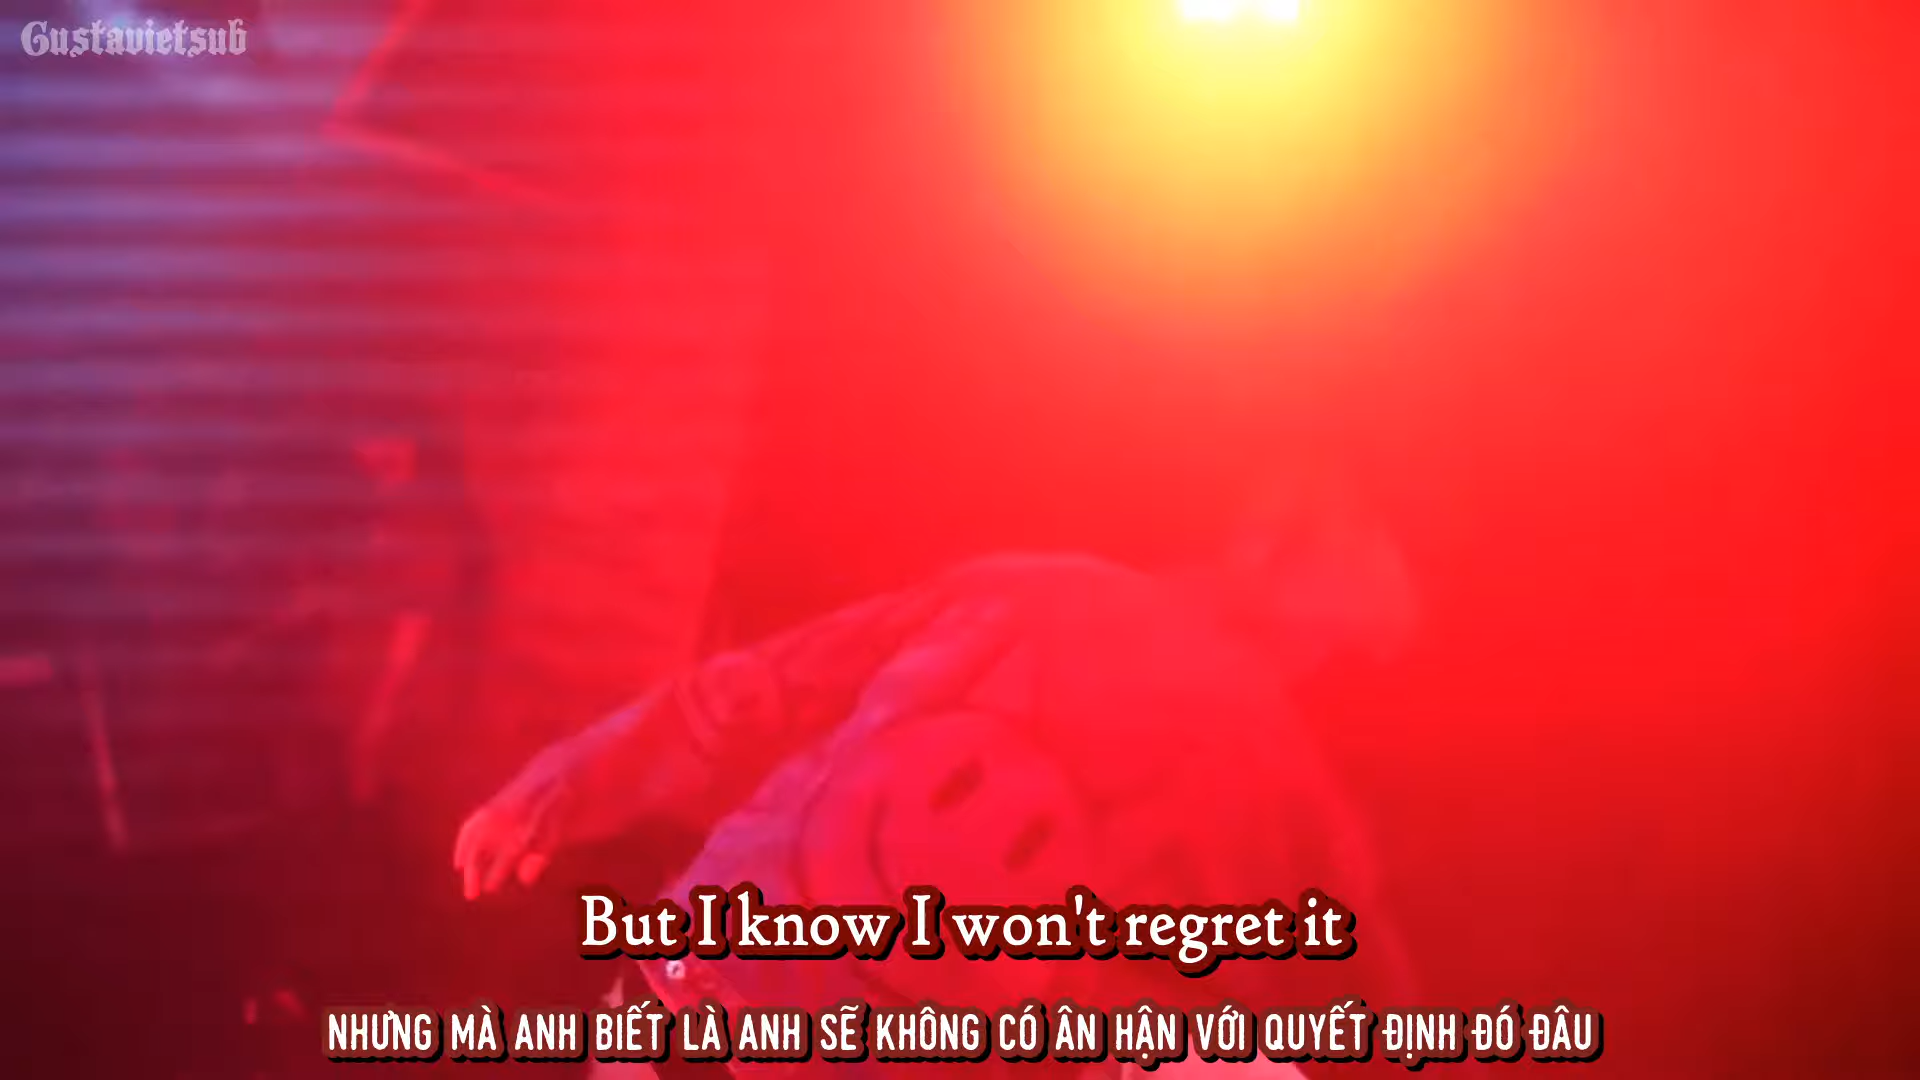 Gustavietsub
But I know I won't regret it
NHƯNG MÀ ANH BIẾT LÀ ANH SẼ KHÔNG CÓ ÂN HẬN VỚI QUYẾT ĐỊNH ĐÓ ĐÂU